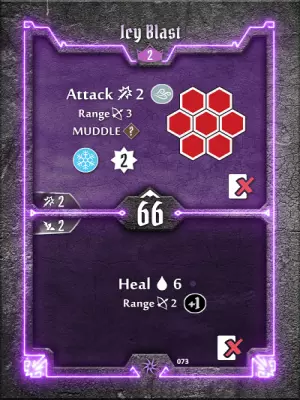 Icy Blast
2
Attack 2
Range 3
MUDDLE ?
2
2
66
2
Heal 6
Range 2 +1
073